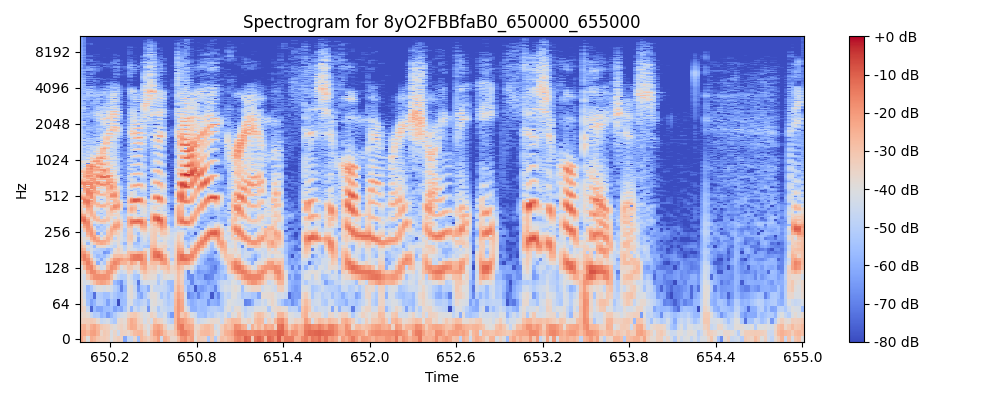 Spectrogram for 8yO2FBBfaB0_650000_655000
Hz
8192
4096
2048
1024
512
256
128
64
0
650.2 650.8 651.4 652.0 652.6 653.2 653.8 654.4 655.0
Time
+0 dB
-10 dB
-20 dB
-30 dB
-40 dB
-50 dB
-60 dB
-70 dB
-80 dB